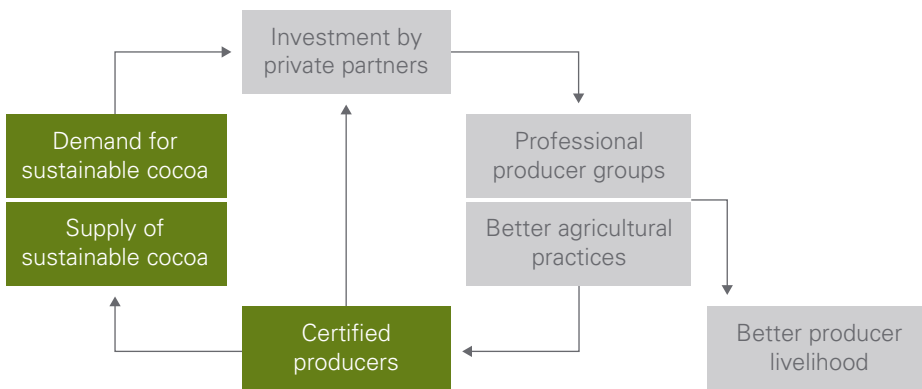 Investment by
private partners
Demand for
sustainable cocoa
Professional
producer groups
Supply of
sustainable cocoa
Better agricultural
practices
Certified
producers
Better producer
livelihood